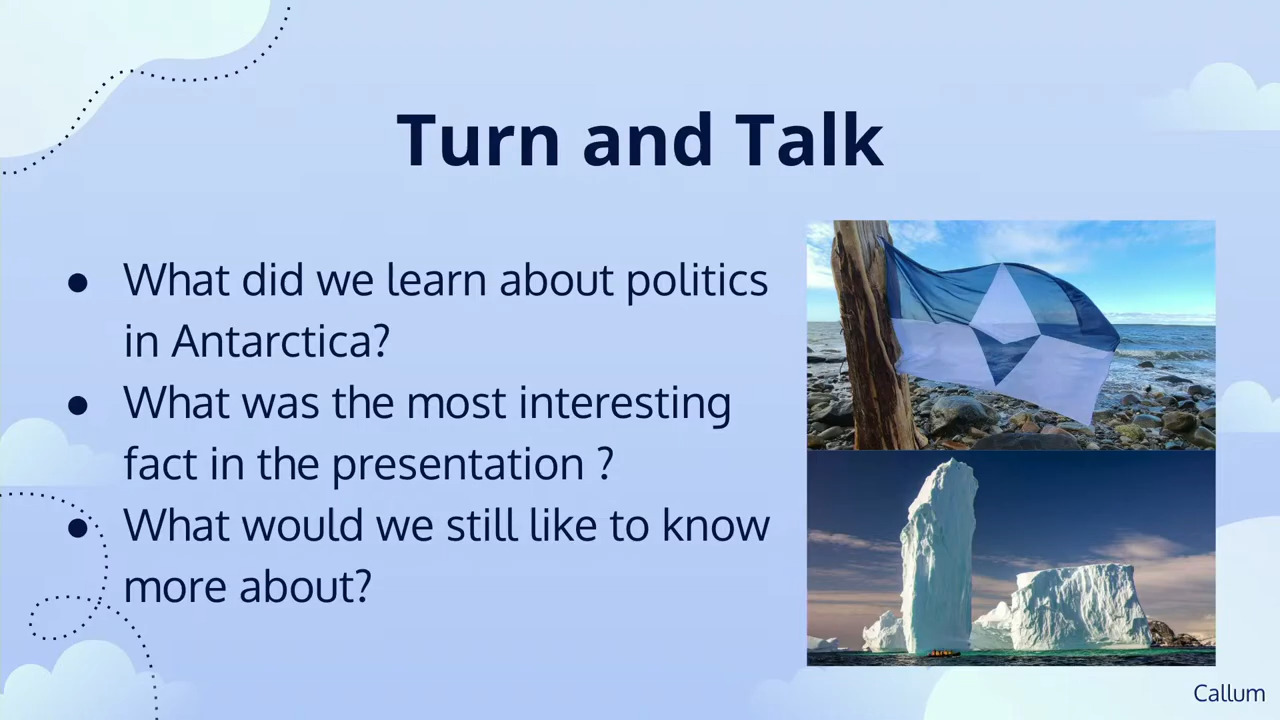 Turn and Talk
● What did we learn about politics
in Antarctica?
● What was the most interesting
fact in the presentation ?
● What would we still like to know
more about?
Callum